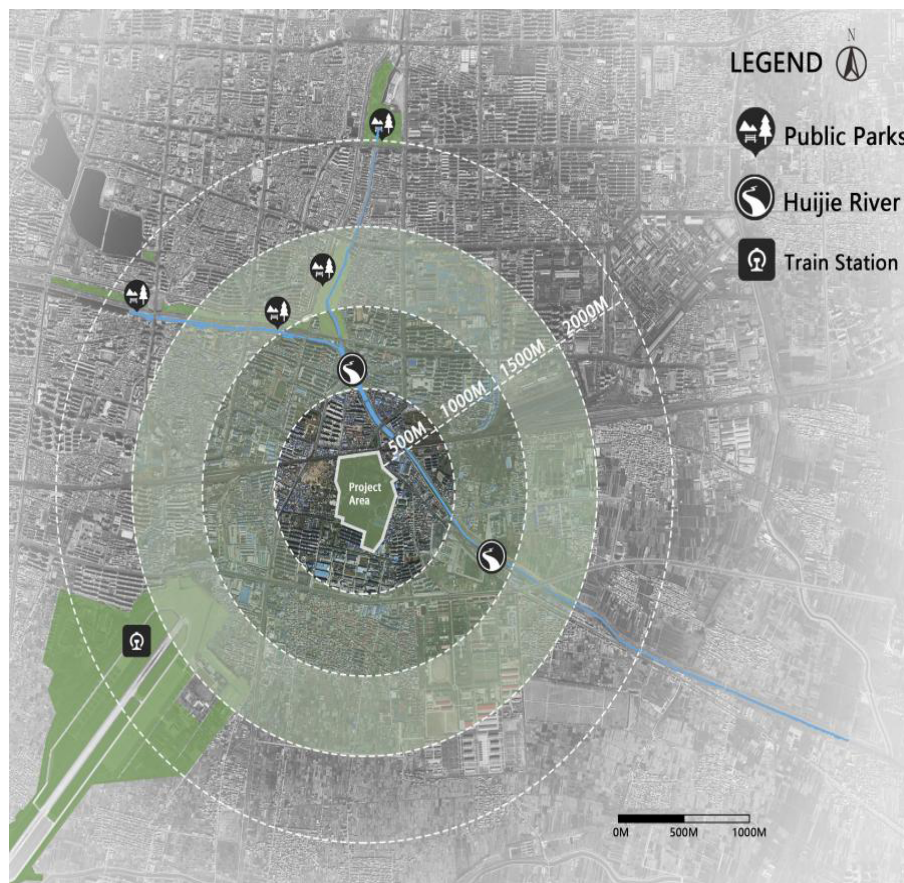 N
LEGEND
Public Parks
Huijie River
Train Station
2000M
1500M
1000M
500M
Project
Area
0M 500M 1000M